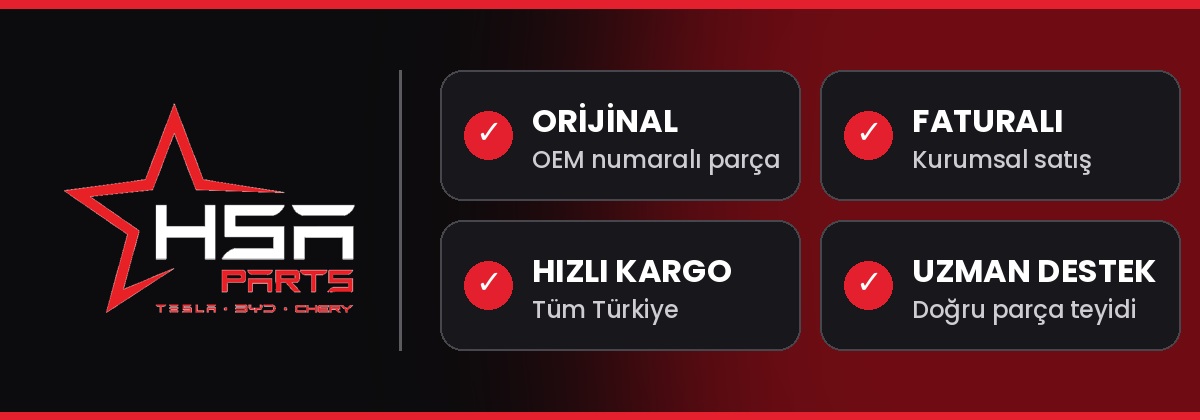 HSA
PARTS
TESLA · BYD · CHERY
✓ ORİJİNAL
OEM numaralı parça
✓ FATURALI
Kurumsal satış
✓ HIZLI KARGO
Tüm Türkiye
✓ UZMAN DESTEK
Doğru parça teyidi